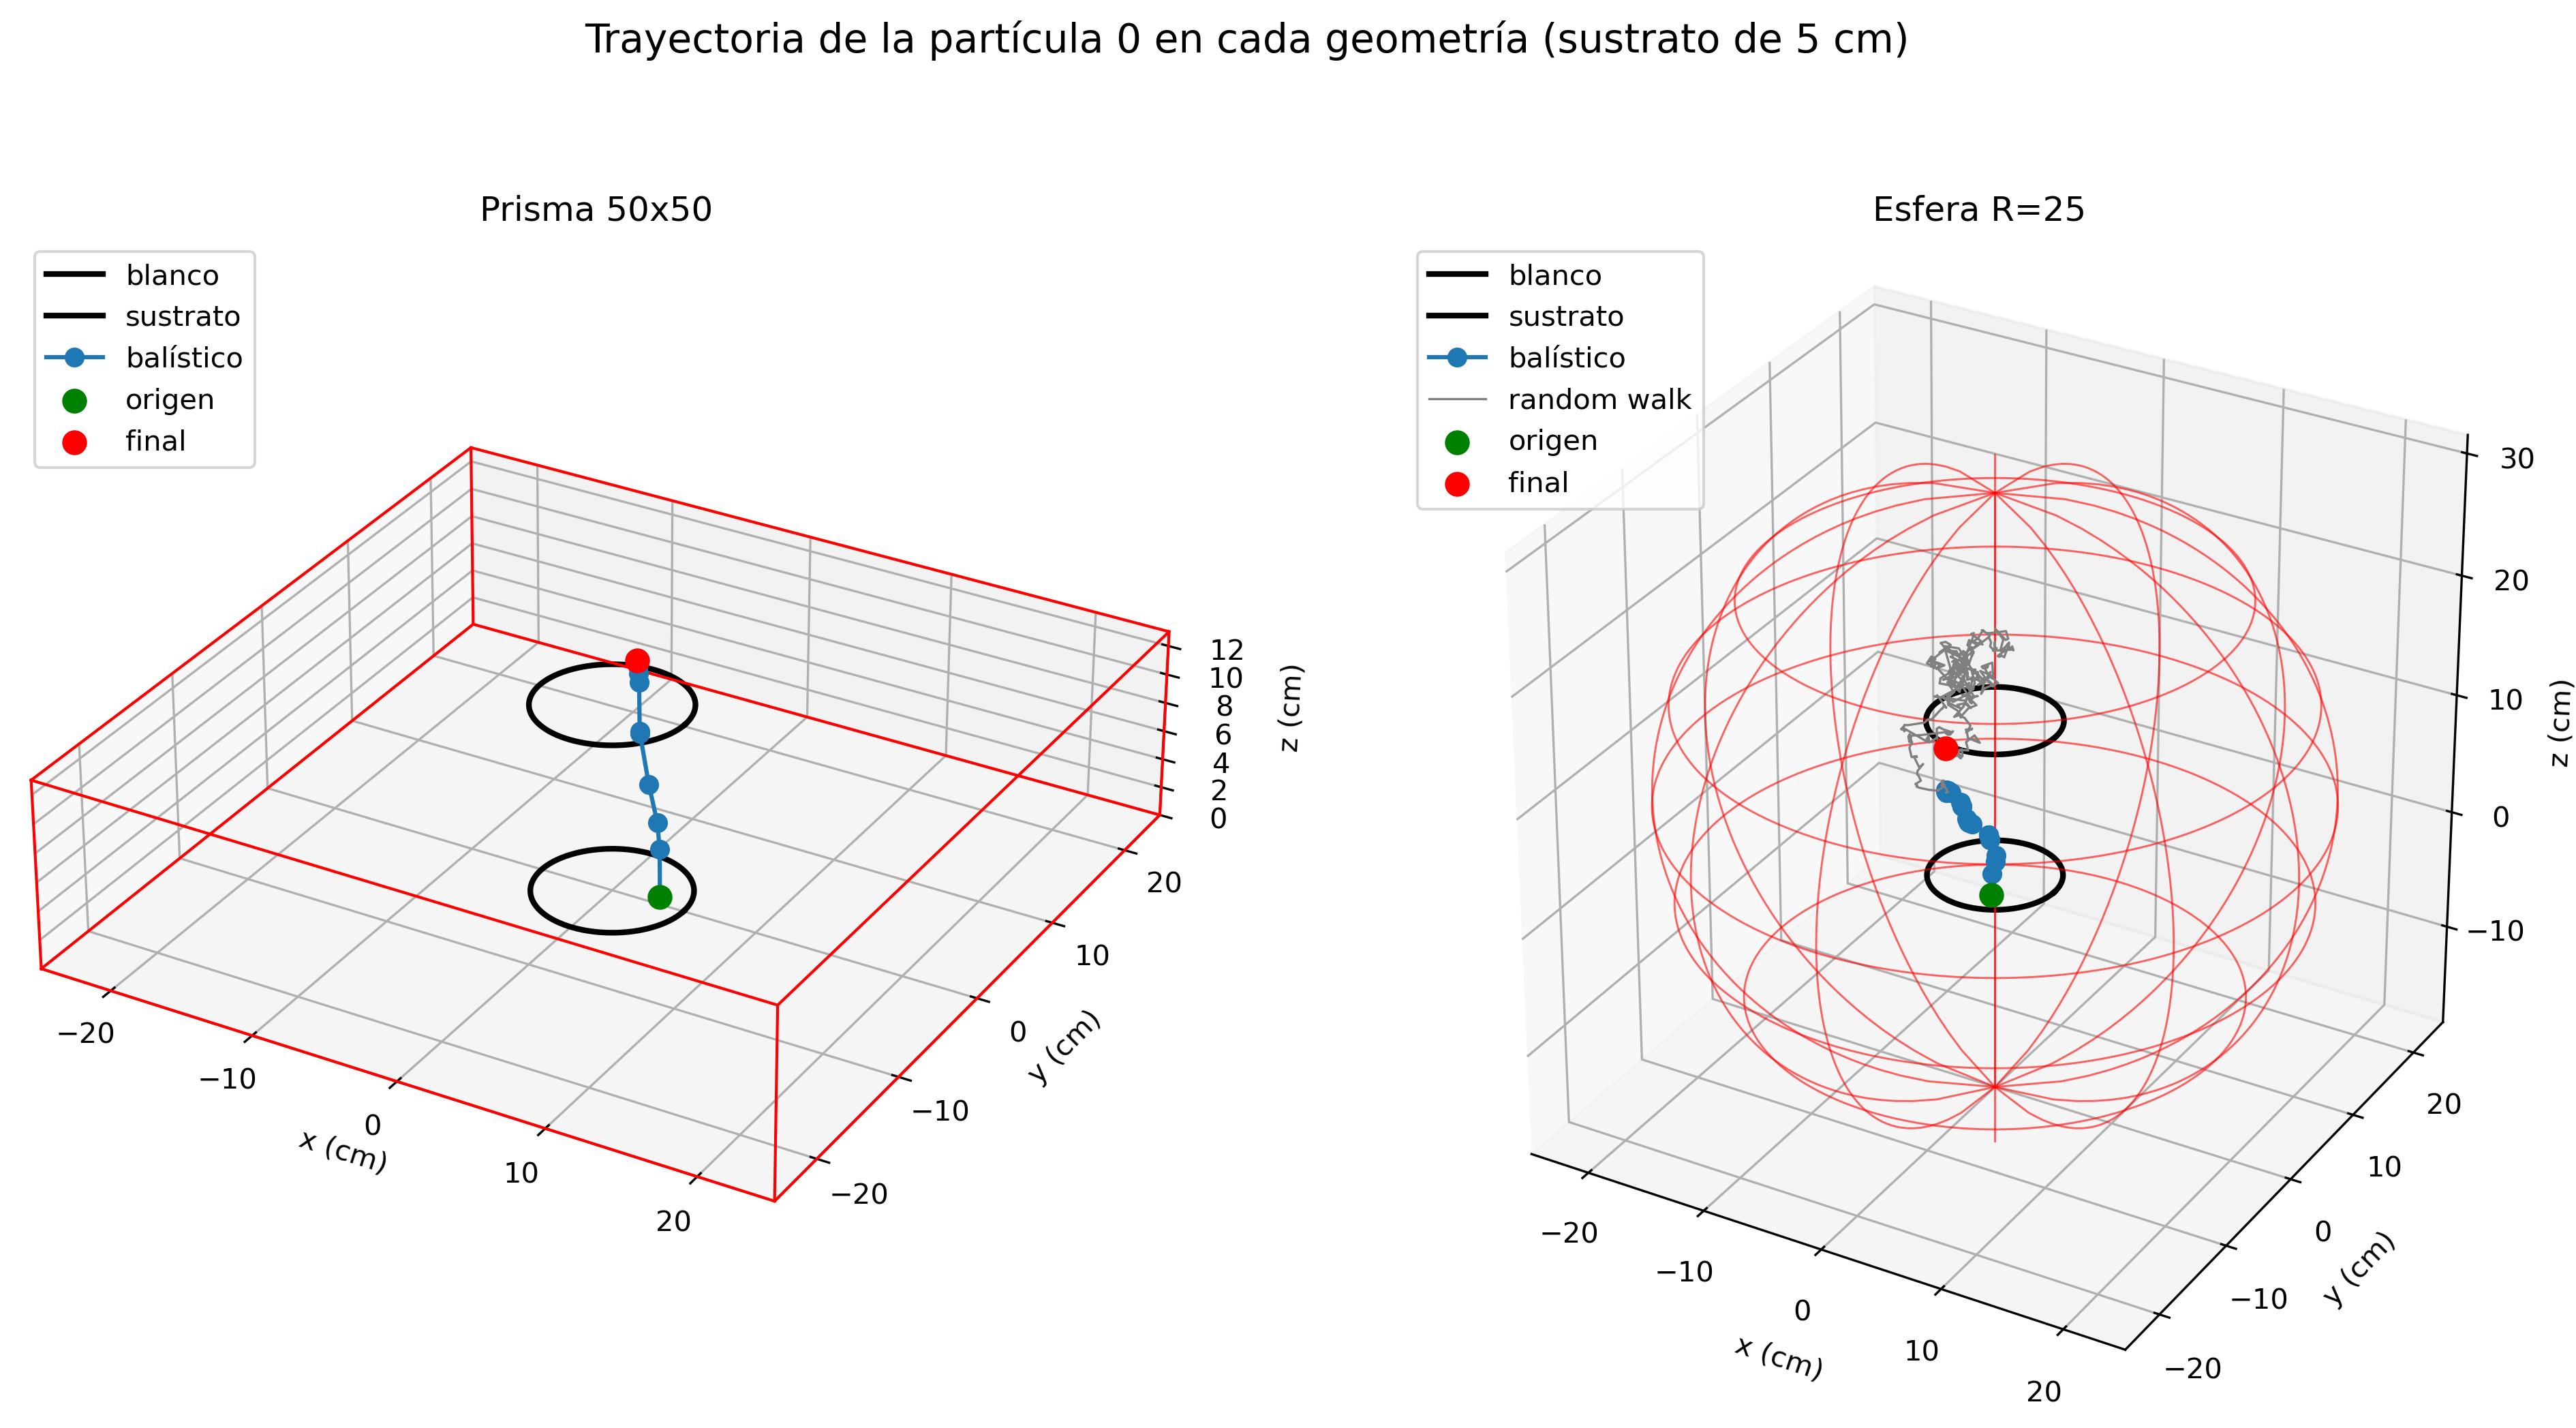 Trayectoria de la partícula 0 en cada geometría (sustrato de 5 cm)
Prisma 50x50
blanco
sustrato
balístico
origen
final
12
10
8
6
4
2
0
z (cm)
20
10
0
−10
−20
y (cm)
−20
−10
0
10
20
x (cm)
Esfera R=25
blanco
sustrato
balístico
random walk
origen
final
30
20
10
0
−10
z (cm)
20
10
0
−10
−20
y (cm)
−20
−10
0
10
20
x (cm)